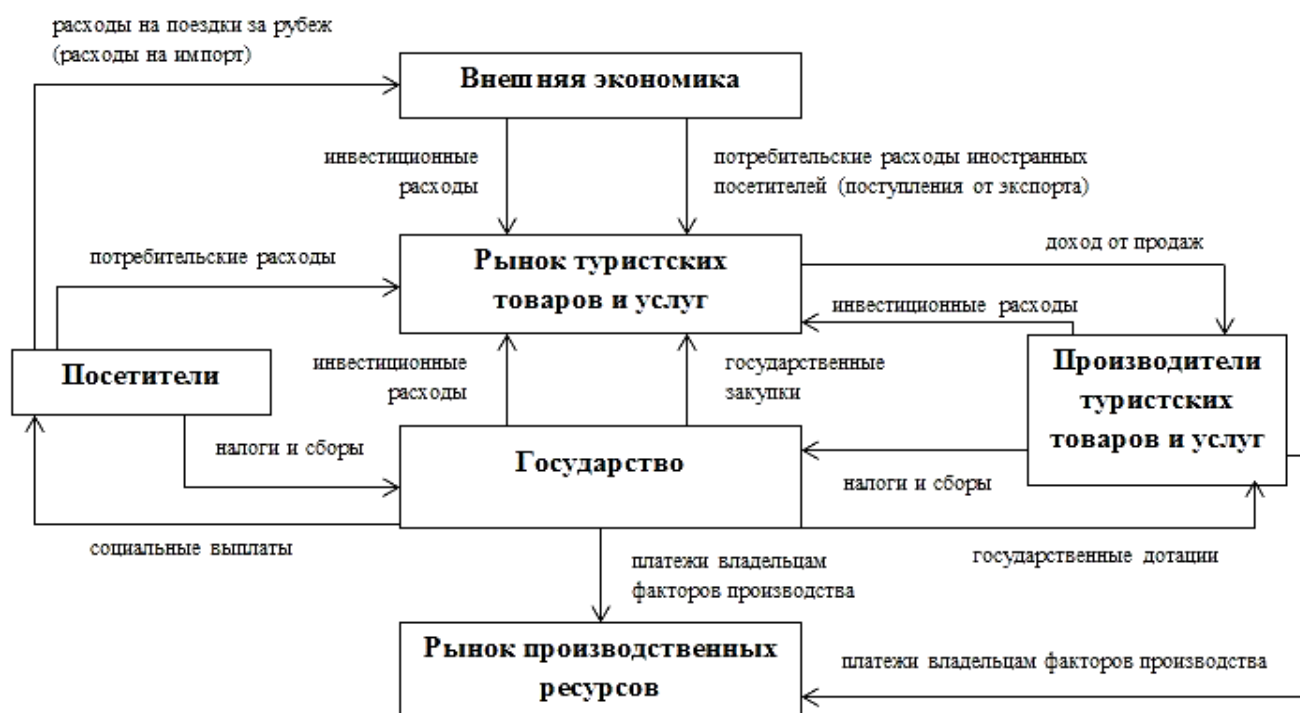 расходы на поездки за рубеж
(расходы на импорт)
Внешняя экономика
инвестиционные
расходы
потребительские расходы иностранных
посетителей (поступления от экспорта)
потребительские расходы
Рынок туристских
товаров и услуг
доход от продаж
инвестиционные расходы
Посетители
инвестиционные
расходы
государственные
закупки
Производители
туристских
товаров и услуг
налоги и сборы
Государство
налоги и сборы
социальные выплаты
государственные дотации
платежи владельцам
факторов производства
Рынок производственных
ресурсов
платежи владельцам факторов производства